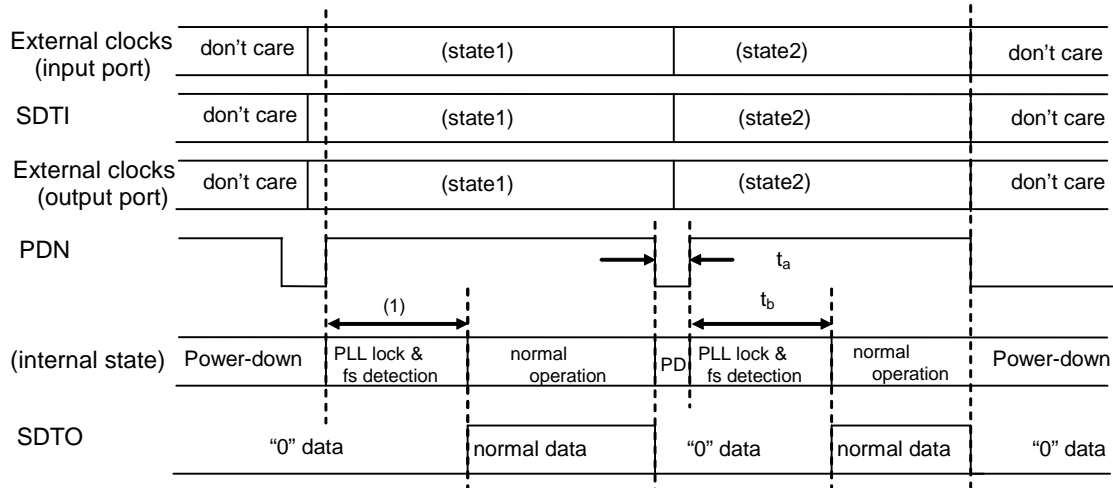 External clocks
(input port)
don’t care
(state1)
(state2)
don’t care
SDTI
don’t care
(state1)
(state2)
don’t care
External clocks
(output port)
don’t care
(state1)
(state2)
don’t care
PDN
ta
(1)
tb
(internal state)
Power-down
PLL lock &
fs detection
normal
operation
PD
PLL lock &
fs detection
normal
operation
Power-down
SDTO
“0” data
normal data
“0” data
normal data
“0” data